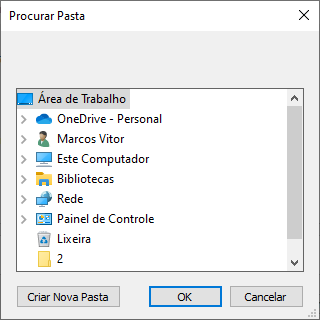 Procurar Pasta
Área de Trabalho
OneDrive - Personal
Marcos Vitor
Este Computador
Bibliotecas
Rede
Painel de Controle
Lixeira
2
Criar Nova Pasta
OK
Cancelar